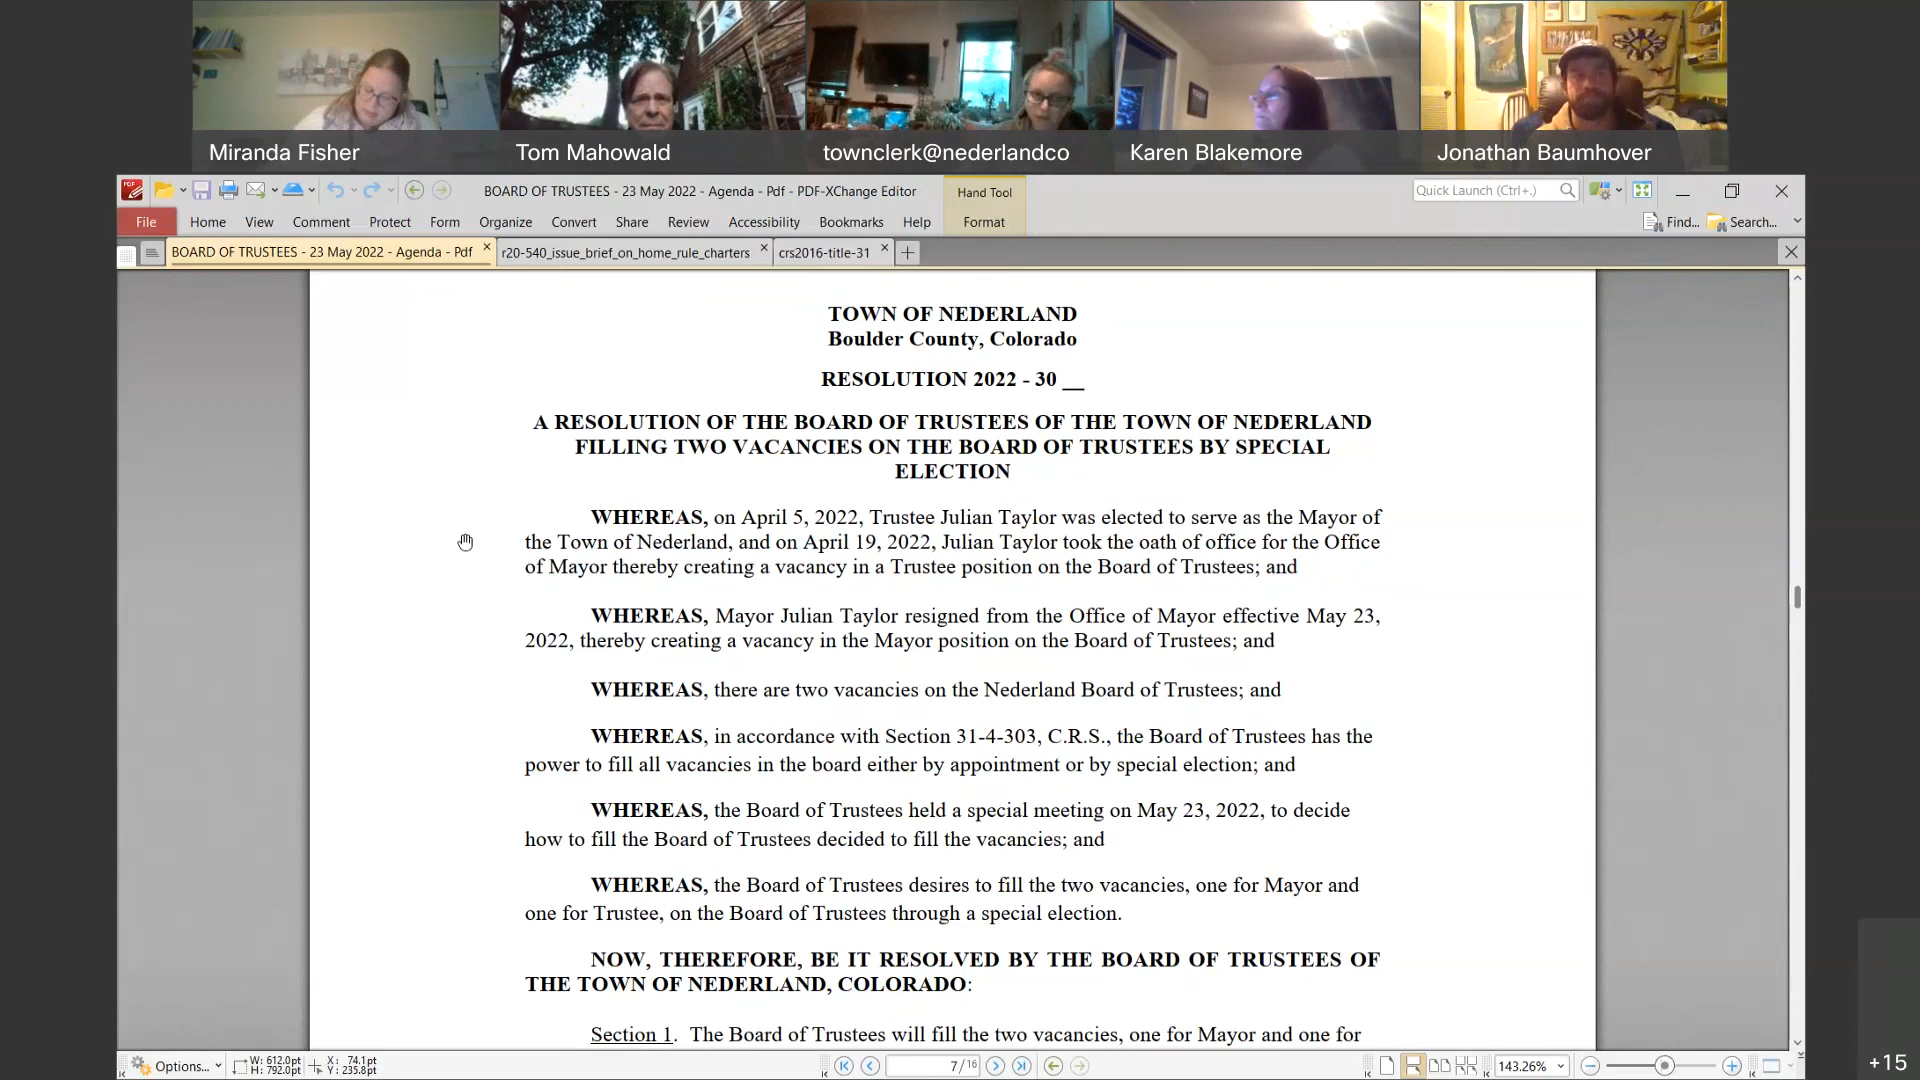 Miranda Fisher
Tom Mahowald
townclerk@nederlandco
Karen Blakemore
Jonathan Baumhover
BOARD OF TRUSTEES - 23 May 2022 - Agenda - Pdf - PDF-XChange Editor
Hand Tool
Quick Launch (Ctrl+.)
File Home View Comment Protect Form Organize Convert Share Review Accessibility Bookmarks Help Format Find... Search...
BOARD OF TRUSTEES - 23 May 2022 - Agenda - Pdf r20-540_issue_brief_on_home_rule_charters crs2016-title-31
TOWN OF NEDERLAND
Boulder County, Colorado
RESOLUTION 2022 - 30 __
A RESOLUTION OF THE BOARD OF TRUSTEES OF THE TOWN OF NEDERLAND
FILLING TWO VACANCIES ON THE BOARD OF TRUSTEES BY SPECIAL
ELECTION
WHEREAS, on April 5, 2022, Trustee Julian Taylor was elected to serve as the Mayor of
the Town of Nederland, and on April 19, 2022, Julian Taylor took the oath of office for the Office
of Mayor thereby creating a vacancy in a Trustee position on the Board of Trustees; and
WHEREAS, Mayor Julian Taylor resigned from the Office of Mayor effective May 23,
2022, thereby creating a vacancy in the Mayor position on the Board of Trustees; and
WHEREAS, there are two vacancies on the Nederland Board of Trustees; and
WHEREAS, in accordance with Section 31-4-303, C.R.S., the Board of Trustees has the
power to fill all vacancies in the board either by appointment or by special election; and
WHEREAS, the Board of Trustees held a special meeting on May 23, 2022, to decide
how to fill the Board of Trustees decided to fill the vacancies; and
WHEREAS, the Board of Trustees desires to fill the two vacancies, one for Mayor and
one for Trustee, on the Board of Trustees through a special election.
NOW, THEREFORE, BE IT RESOLVED BY THE BOARD OF TRUSTEES OF
THE TOWN OF NEDERLAND, COLORADO:
Section 1. The Board of Trustees will fill the two vacancies, one for Mayor and one for
Options...
W: 612.0pt
H: 792.0pt
X: 74.1pt
Y: 235.8pt
7/16
143.26%
+15